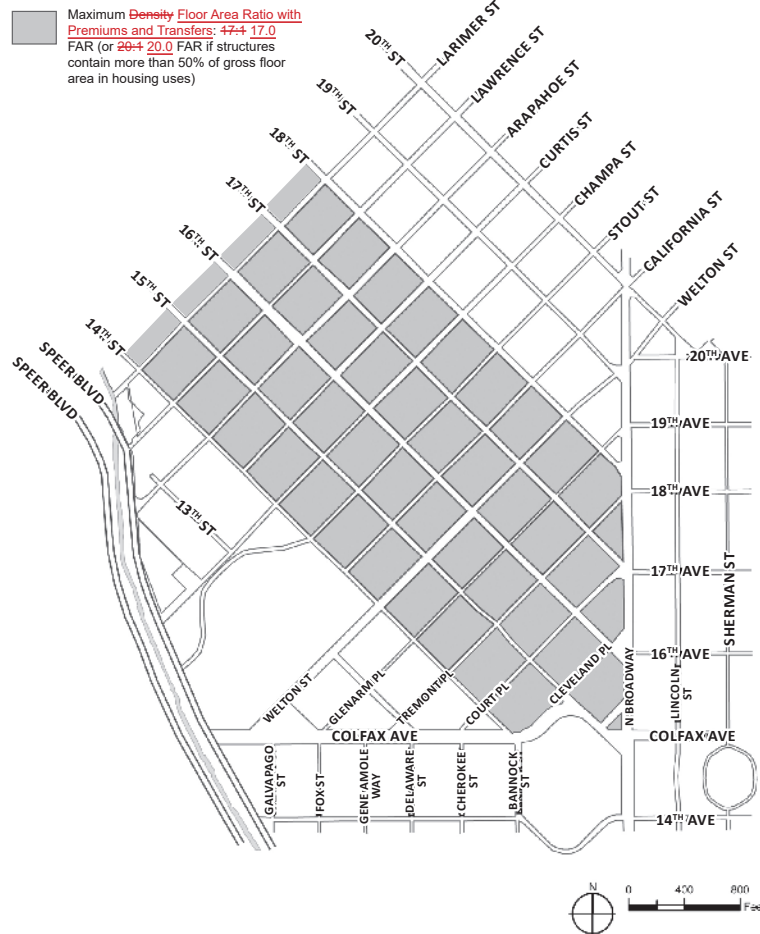 Maximum Density Floor Area Ratio with
Premiums and Transfers: 17:1 17.0
FAR (or 20:1 20.0 FAR if structures
contain more than 50% of gross floor
area in housing uses)
20TH ST
LARIMER ST
LAWRENCE ST
19TH ST
ARAPAHOE ST
CURTIS ST
18TH ST
CHAMPA ST
17TH ST
STOUT ST
16TH ST
CALIFORNIA ST
15TH ST
WELTON ST
14TH ST
SPEER BLVD
SPEER BLVD
20TH AVE
19TH AVE
18TH AVE
13TH ST
17TH AVE
SHERMAN ST
16TH AVE
CLEVELAND PL
N BROADWAY
LINCOLN
ST
WELTON ST
GLENARM PL
TREMONT PL
COURT PL
COLFAX AVE
COLFAX AVE
GALVAPAGO
ST
FOX ST
GENE AMOLE
WAY
DELAWARE
ST
CHEROKEE
ST
BANNOCK
ST
14TH AVE
N
0 400 800
Fee